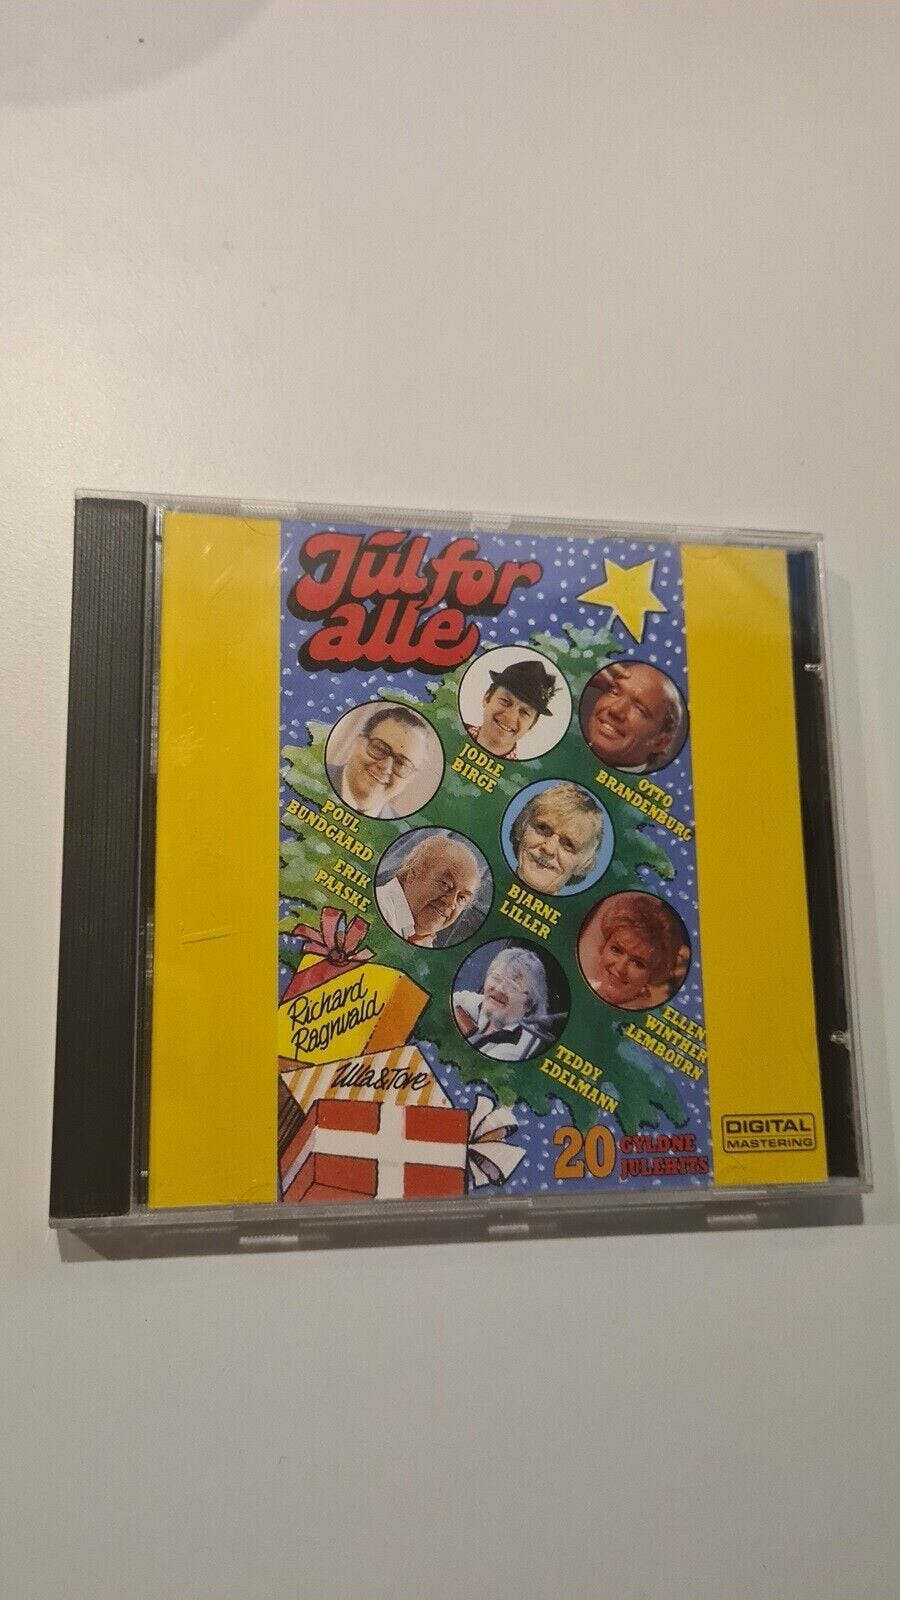 Jul for
alle
JODLE
BIRGE
OTTO
BRANDENBURG
POUL
BUNDGAARD
ERIK
PAASKE
BJARNE
LILLER
ELLEN
WINTHER
LEMBOURN
TEDDY
EDELMANN
Richard
Ragnvald
Ulla & Tove
20 GYLDNE
JULEHITS
DIGITAL
MASTERING